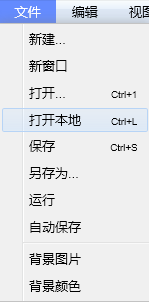 文件 编辑 视
新建...
新窗口
打开... Ctrl+1
打开本地 Ctrl+L
保存 Ctrl+S
另存为...
运行
自动保存
背景图片
背景颜色